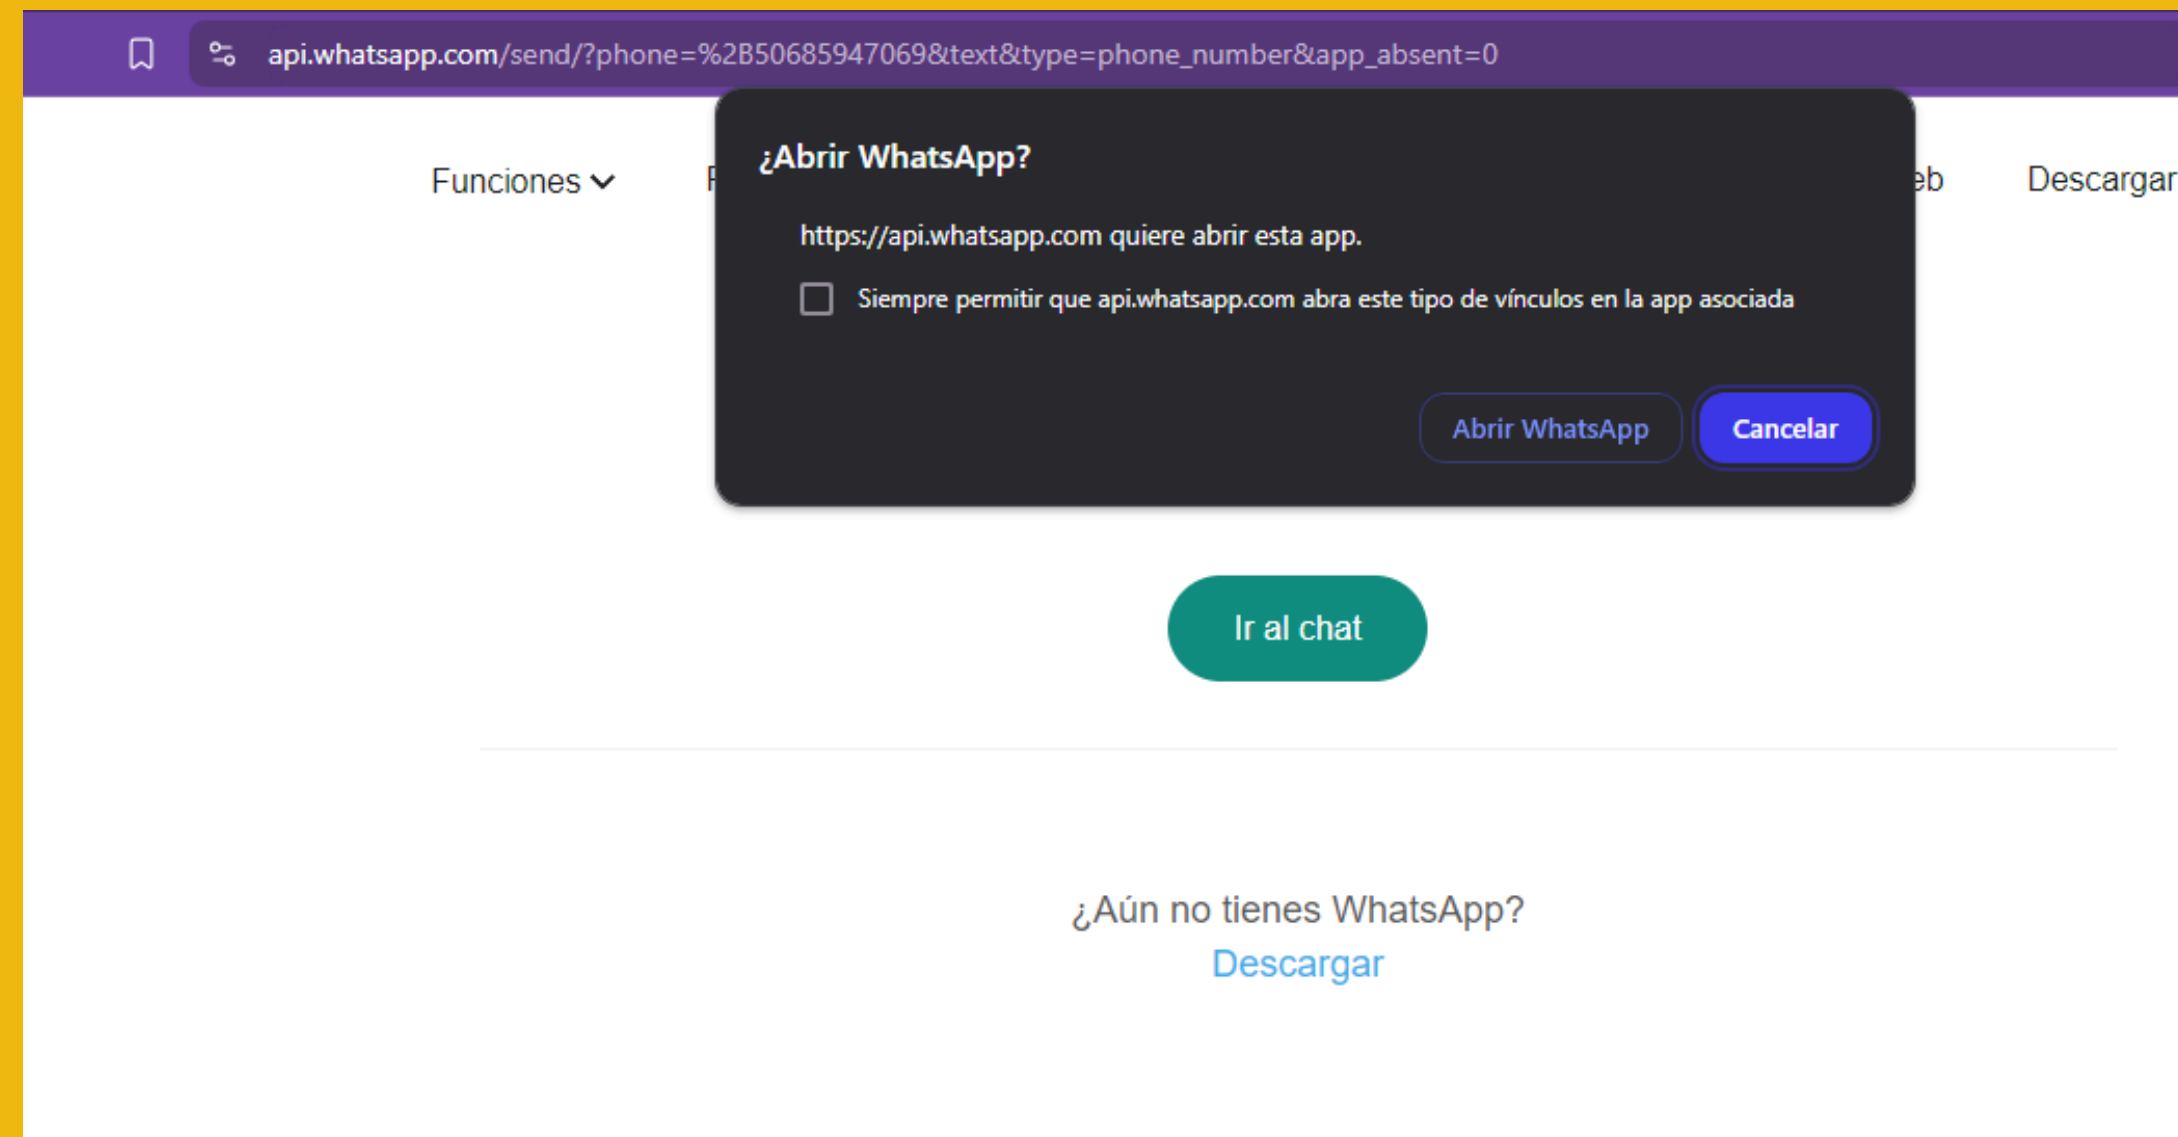 api.whatsapp.com/send/?phone=%2B50685947069&text&type=phone_number&app_absent=0
Funciones
Descargar
¿Abrir WhatsApp?
https://api.whatsapp.com quiere abrir esta app.
Siempre permitir que api.whatsapp.com abra este tipo de vínculos en la app asociada
Abrir WhatsApp
Cancelar
Ir al chat
¿Aún no tienes WhatsApp?
Descargar